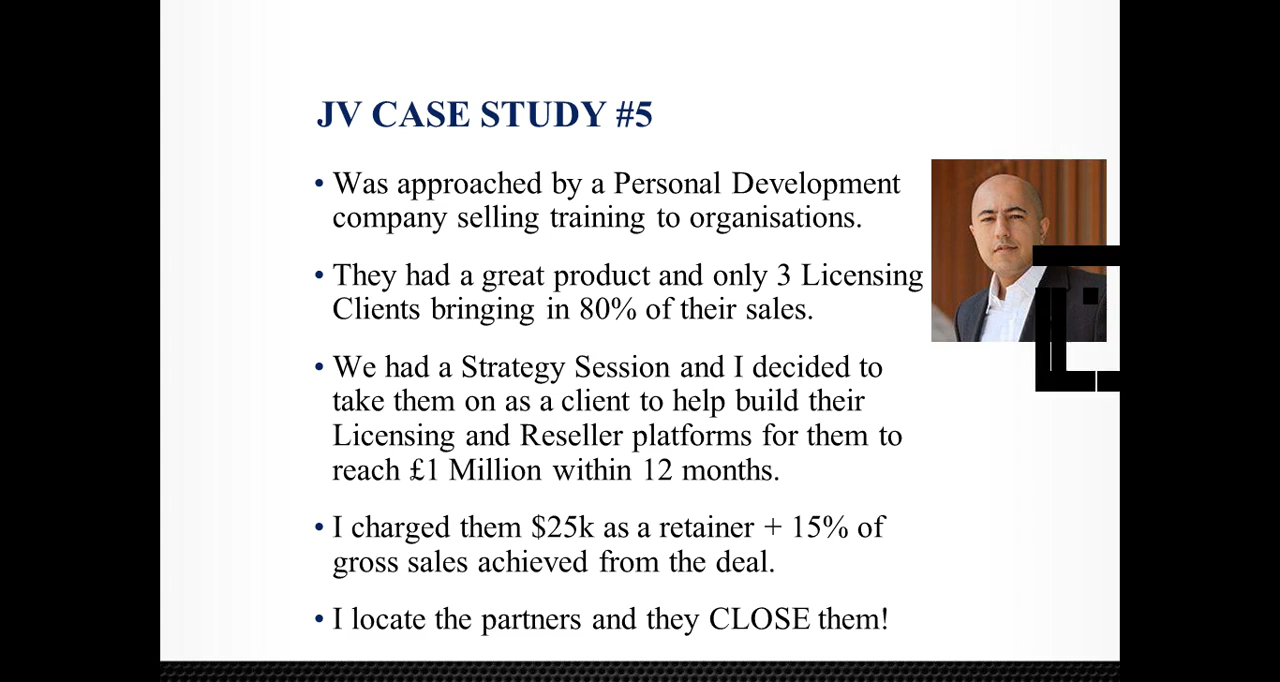 JV CASE STUDY #5
• Was approached by a Personal Development
company selling training to organisations.
• They had a great product and only 3 Licensing
Clients bringing in 80% of their sales.
• We had a Strategy Session and I decided to
take them on as a client to help build their
Licensing and Reseller platforms for them to
reach £1 Million within 12 months.
• I charged them $25k as a retainer + 15% of
gross sales achieved from the deal.
• I locate the partners and they CLOSE them!